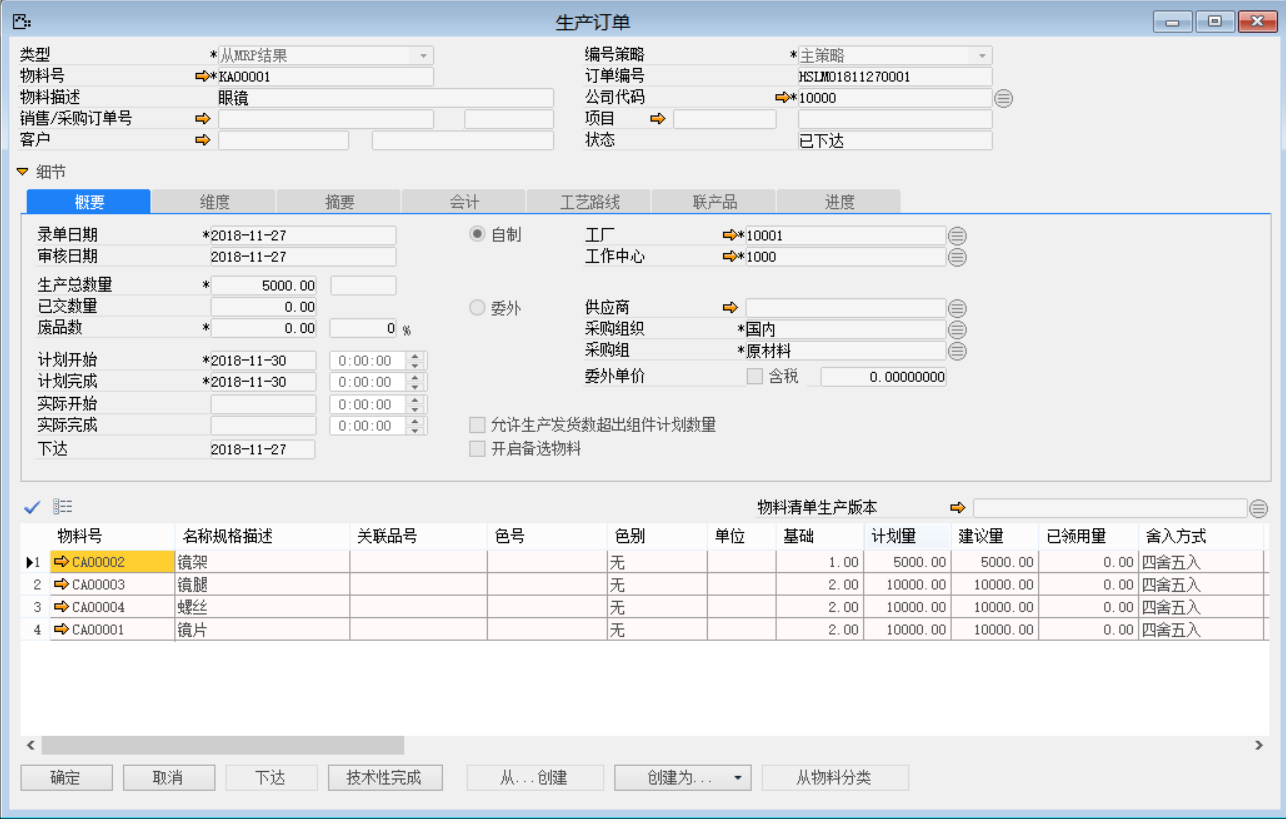 生产订单
类型 *从MRP结果 编号策略 *主策略
物料号 *KA00001 订单编号 HSLM01811270001
物料描述 眼镜 公司代码 *10000
销售/采购订单号 项目
客户 状态 已下达
细节
概要 维度 摘要 会计 工艺路线 联产品 进度
录单日期 *2018-11-27 自制 工厂 *10001
审核日期 2018-11-27 工作中心 *1000
生产总数量 * 5000.00
已交数量 0.00 委外 供应商
废品数 * 0.00 0 % 采购组织 *国内
采购组 *原材料
计划开始 *2018-11-30 0:00:00
计划完成 *2018-11-30 0:00:00 委外单价 含税 0.00000000
实际开始 0:00:00
实际完成 0:00:00 允许生产发货数超出组件计划数量
下达 2018-11-27 开启备选物料
物料清单生产版本
物料号 名称规格描述 关联品号 色号 色别 单位 基础 计划量 建议量 已领用量 舍入方式
1 CA00002 镜架 无 1.00 5000.00 5000.00 0.00 四舍五入
2 CA00003 镜腿 无 2.00 10000.00 10000.00 0.00 四舍五入
3 CA00004 螺丝 无 2.00 10000.00 10000.00 0.00 四舍五入
4 CA00001 镜片 无 2.00 10000.00 10000.00 0.00 四舍五入
确定 取消 下达 技术性完成 从...创建 创建为... 从物料分类